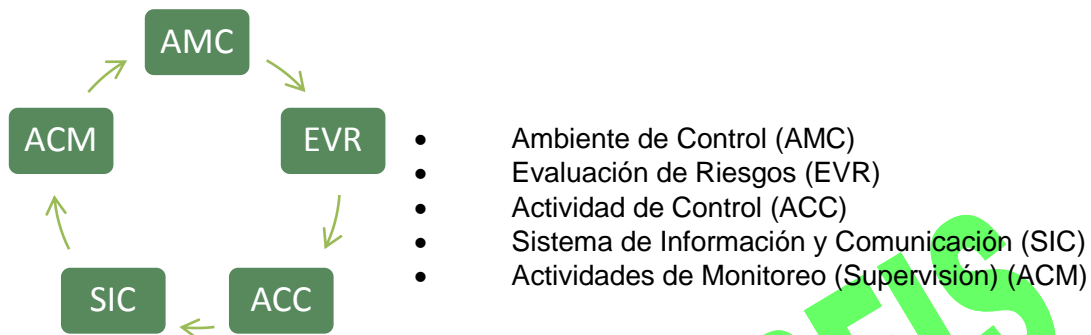 AMC
ACM
EVR
SIC
ACC
• Ambiente de Control (AMC)
• Evaluación de Riesgos (EVR)
• Actividad de Control (ACC)
• Sistema de Información y Comunicación (SIC)
• Actividades de Monitoreo (Supervisión) (ACM)